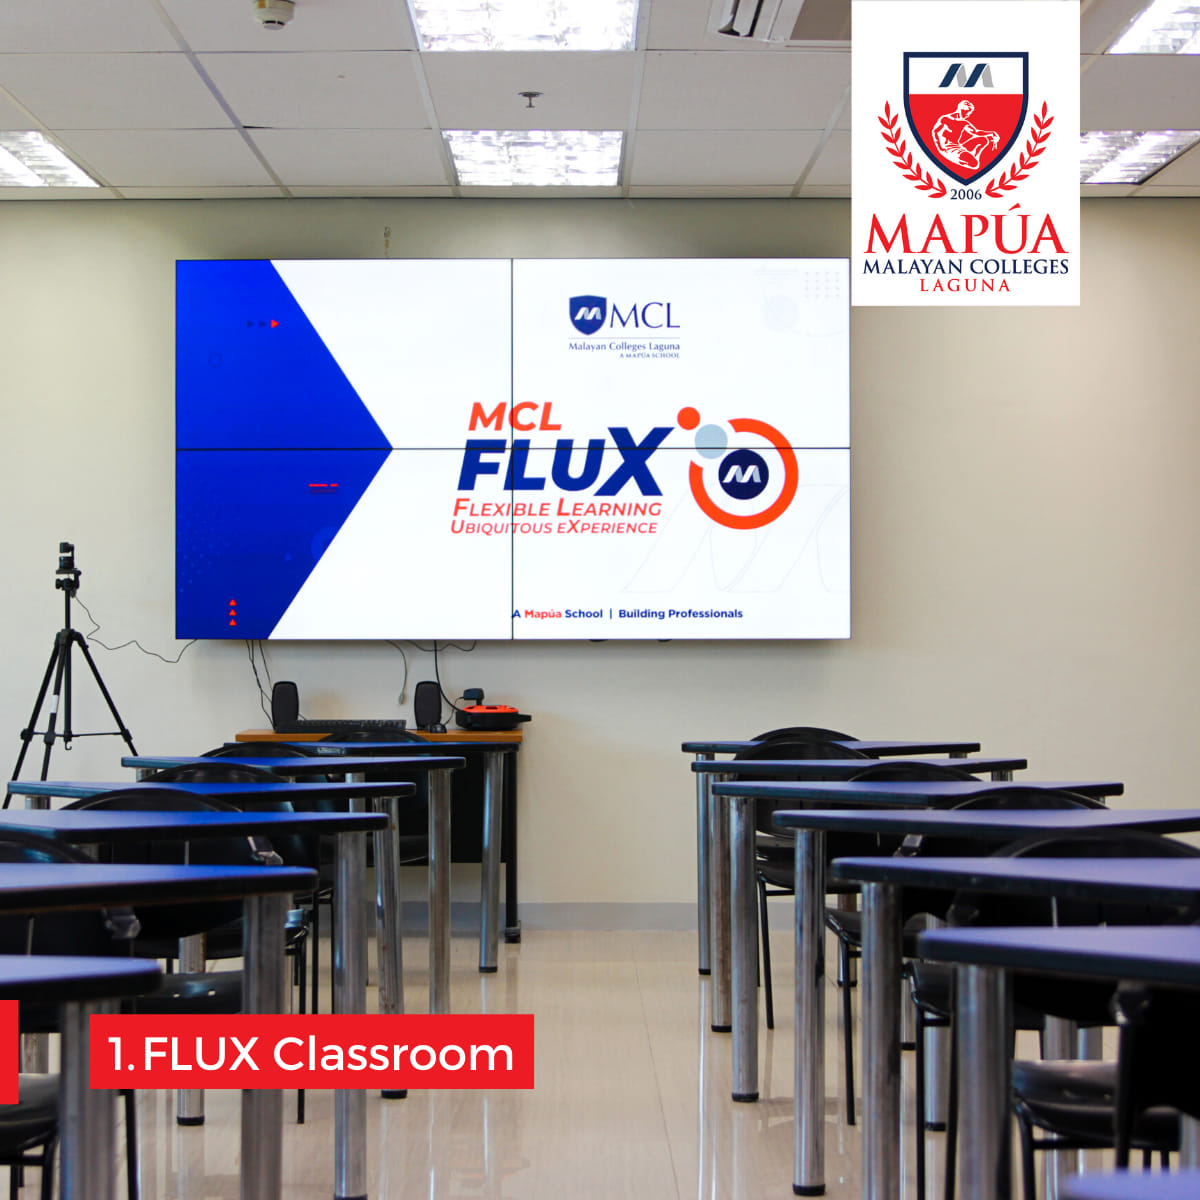 2006
MAPÚA
MALAYAN COLLEGES
LAGUNA
MCL
Malayan Colleges Laguna
A MAPÚA SCHOOL
MCL
FLUX
FLEXIBLE LEARNING
UBIQUITOUS EXPERIENCE
A Mapúa School | Building Professionals
1. FLUX Classroom